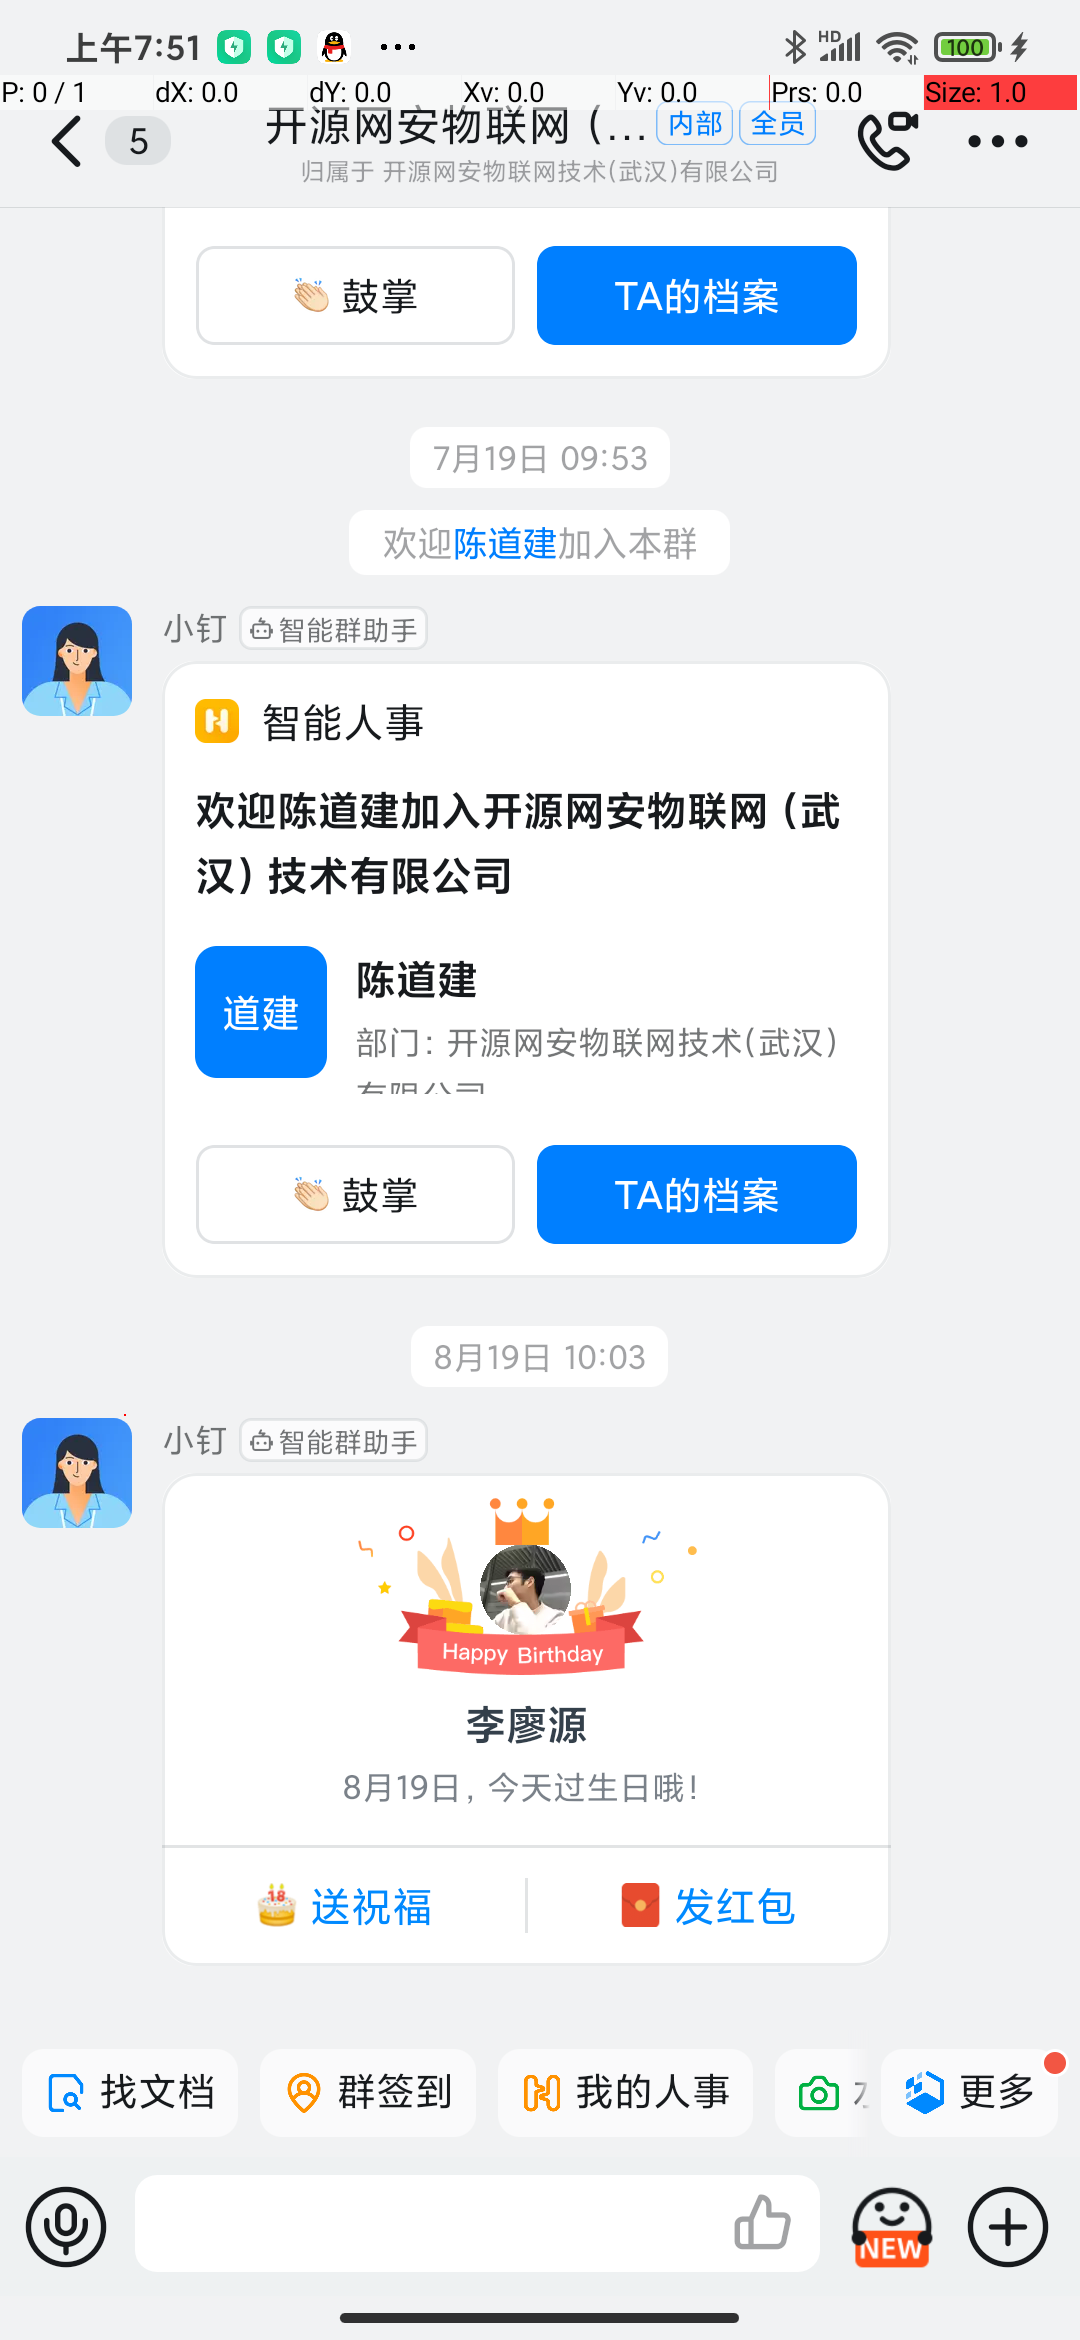 上午7:51
HD
100
P: 0 / 1
dX: 0.0
dY: 0.0
Xv: 0.0
Yv: 0.0
Prs: 0.0
Size: 1.0
5
开源网安物联网（...
内部
全员
归属于 开源网安物联网技术(武汉)有限公司
鼓掌
TA的档案
7月19日 09:53
欢迎陈道建加入本群
小钉
智能群助手
智能人事
欢迎陈道建加入开源网安物联网（武
汉）技术有限公司
道建
陈道建
部门：开源网安物联网技术(武汉)
有限公司
鼓掌
TA的档案
8月19日 10:03
小钉
智能群助手
Happy Birthday
李廖源
8月19日，今天过生日哦！
18
送祝福
发红包
找文档
群签到
我的人事
更多
NEW